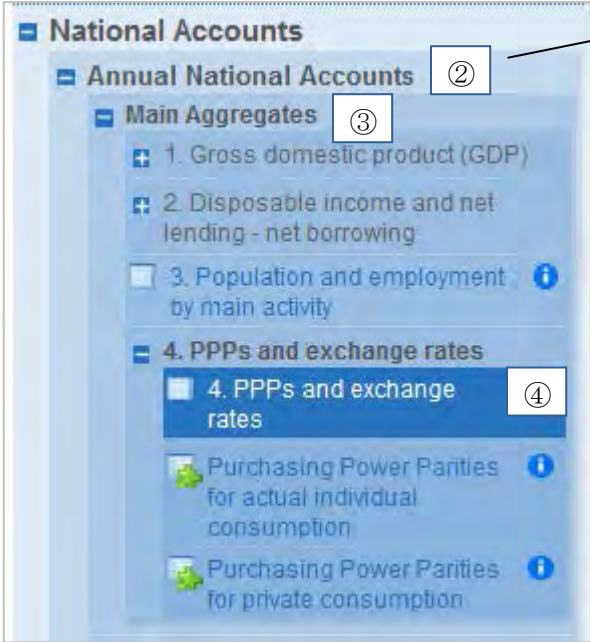 National Accounts
Annual National Accounts ②
Main Aggregates ③
1. Gross domestic product (GDP)
2. Disposable income and net
lending - net borrowing
3. Population and employment
by main activity
4. PPPs and exchange rates
4. PPPs and exchange ④
rates
Purchasing Power Parities
for actual individual
consumption
Purchasing Power Parities
for private consumption